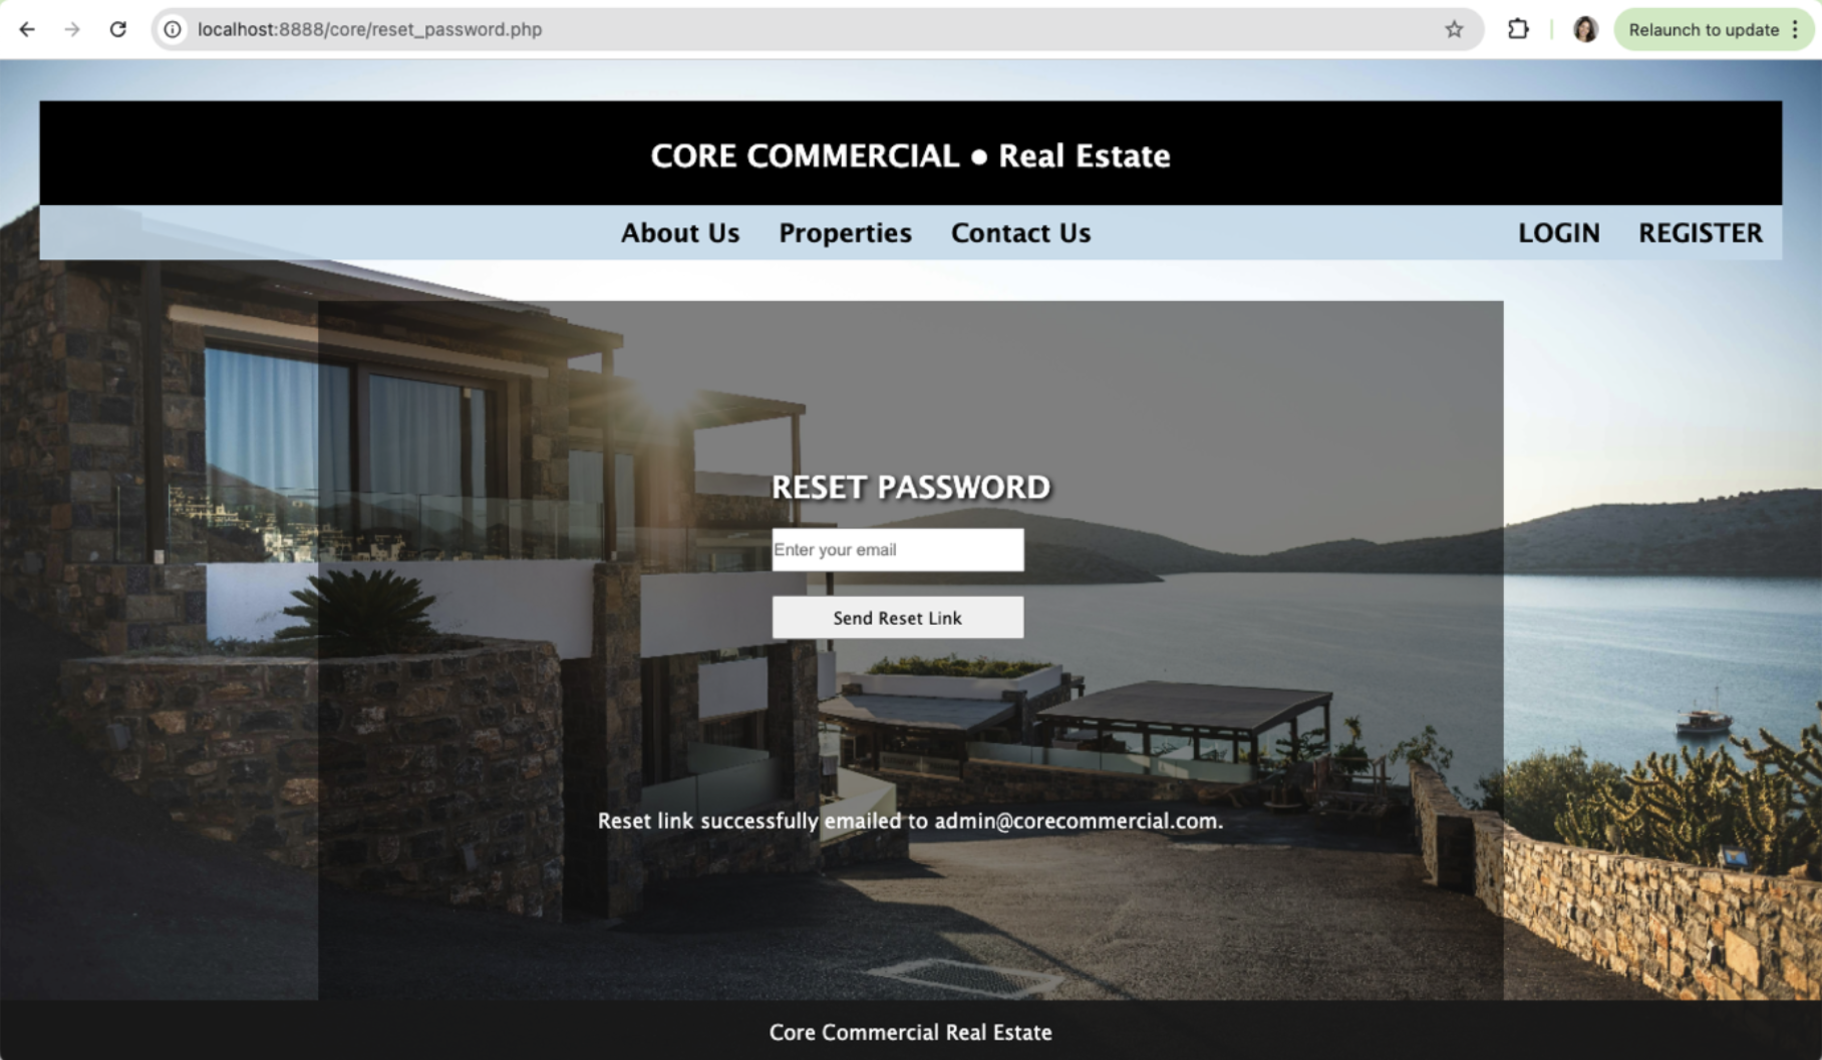 localhost:8888/core/reset_password.php
Relaunch to update
CORE COMMERCIAL ● Real Estate
About Us Properties Contact Us LOGIN REGISTER
RESET PASSWORD
Enter your email
Send Reset Link
Reset link successfully emailed to admin@corecommercial.com.
Core Commercial Real Estate